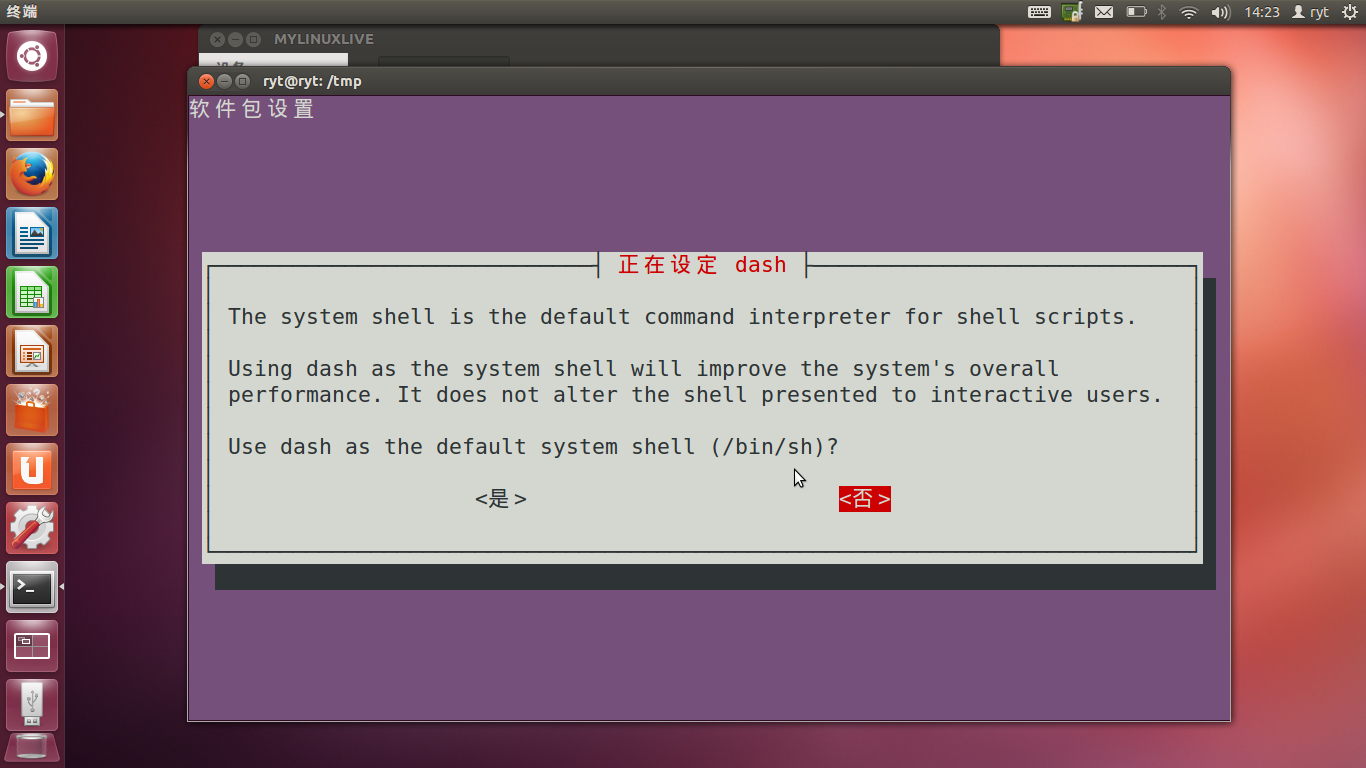 终端
14:23
ryt
MYLINUXLIVE
ryt@ryt: /tmp
软件包设置
正在设定 dash
The system shell is the default command interpreter for shell scripts.
Using dash as the system shell will improve the system's overall
performance. It does not alter the shell presented to interactive users.
Use dash as the default system shell (/bin/sh)?
<是>
<否>